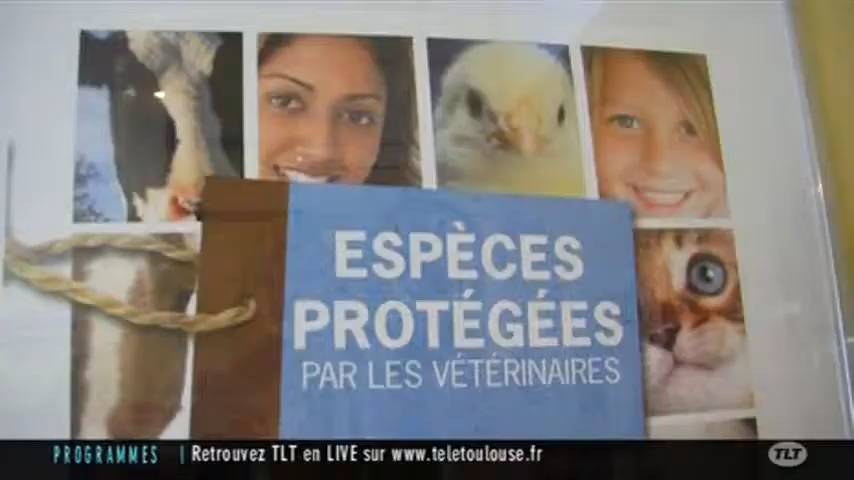 ESPÈCES
PROTÉGÉES
PAR LES VÉTÉRINAIRES
PROGRAMMES | Retrouvez TLT en LIVE sur www.teletoulouse.fr
TLT